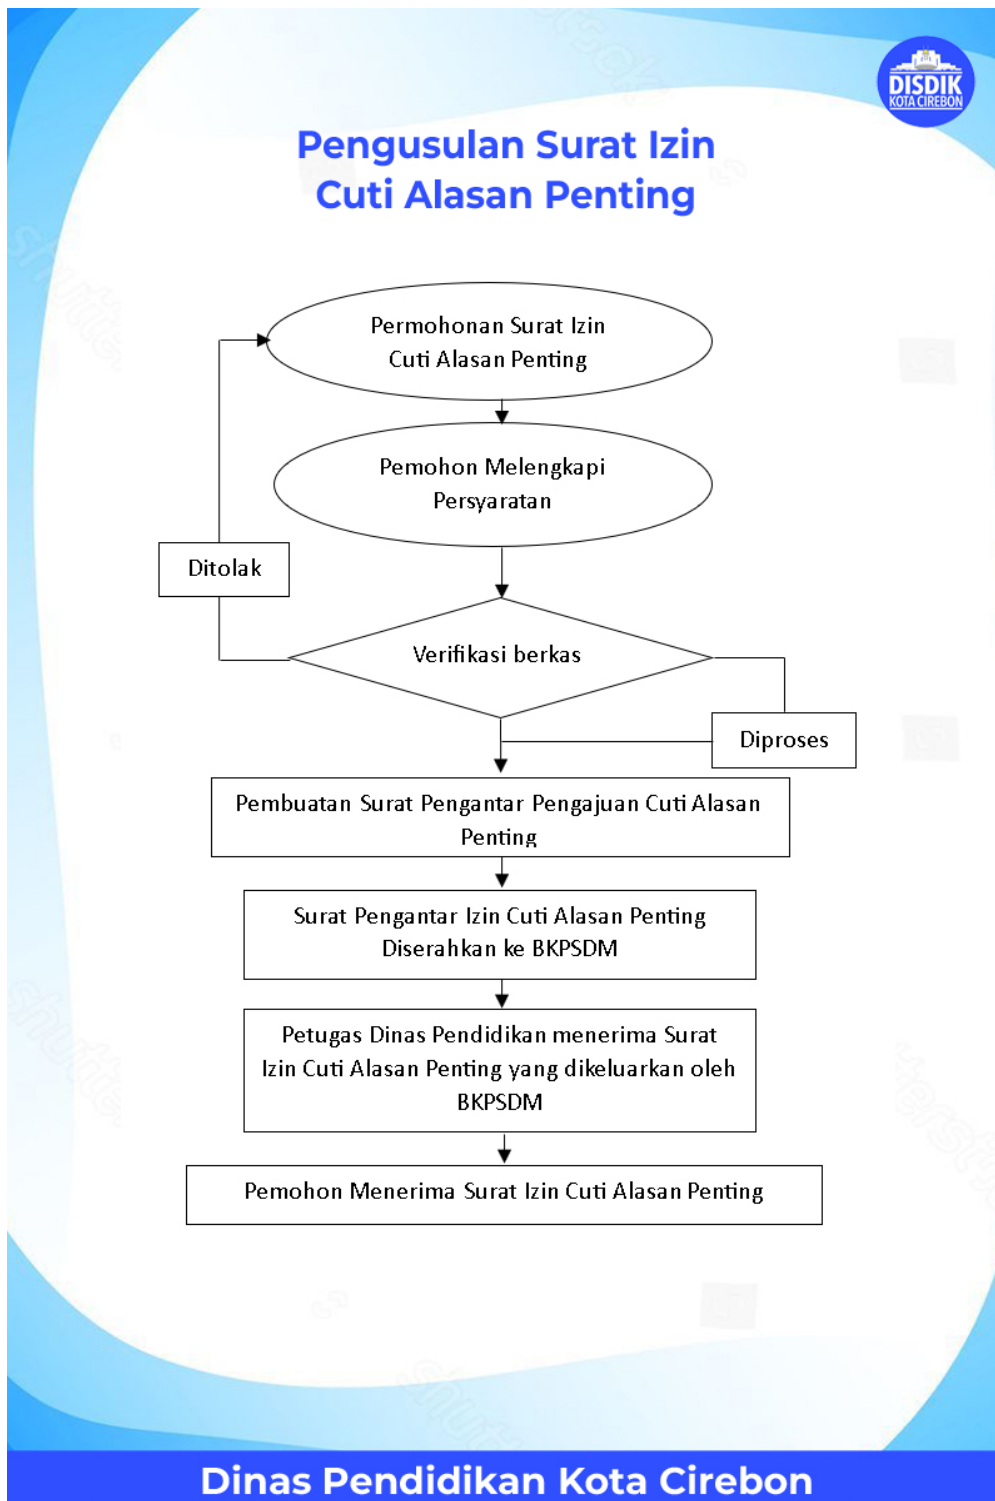 DISDIK
KOTA CIREBON
Pengusulan Surat Izin
Cuti Alasan Penting
Permohonan Surat Izin
Cuti Alasan Penting
Pemohon Melengkapi
Persyaratan
Ditolak
Verifikasi berkas
Diproses
Pembuatan Surat Pengantar Pengajuan Cuti Alasan
Penting
Surat Pengantar Izin Cuti Alasan Penting
Diserahkan ke BKPSDM
Petugas Dinas Pendidikan menerima Surat
Izin Cuti Alasan Penting yang dikeluarkan oleh
BKPSDM
Pemohon Menerima Surat Izin Cuti Alasan Penting
Dinas Pendidikan Kota Cirebon